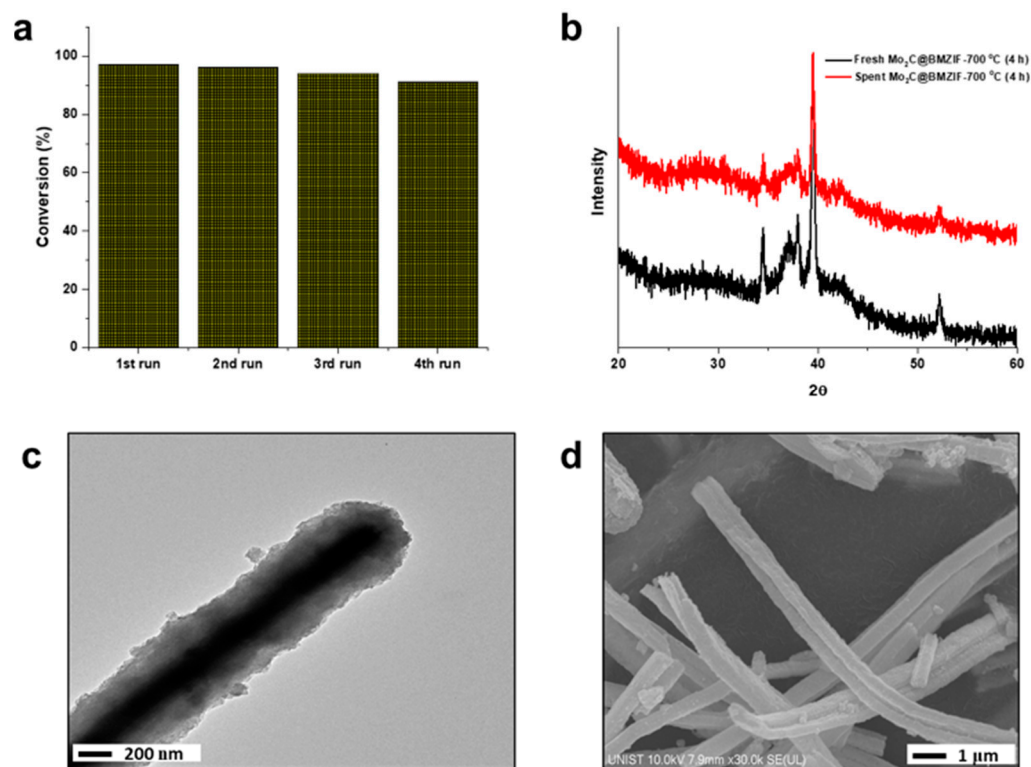 a
Conversion (%)
100
80
60
40
20
0
1st run
2nd run
3rd run
4th run
b
Intensity
Fresh Mo₂C@BMZIF-700 °C (4 h)
Spent Mo₂C@BMZIF-700 °C (4 h)
20
30
40
50
60
2θ
c
200 nm
d
UNIST 10.0kV 7.9mm x30.0k SE(UL)
1 μm